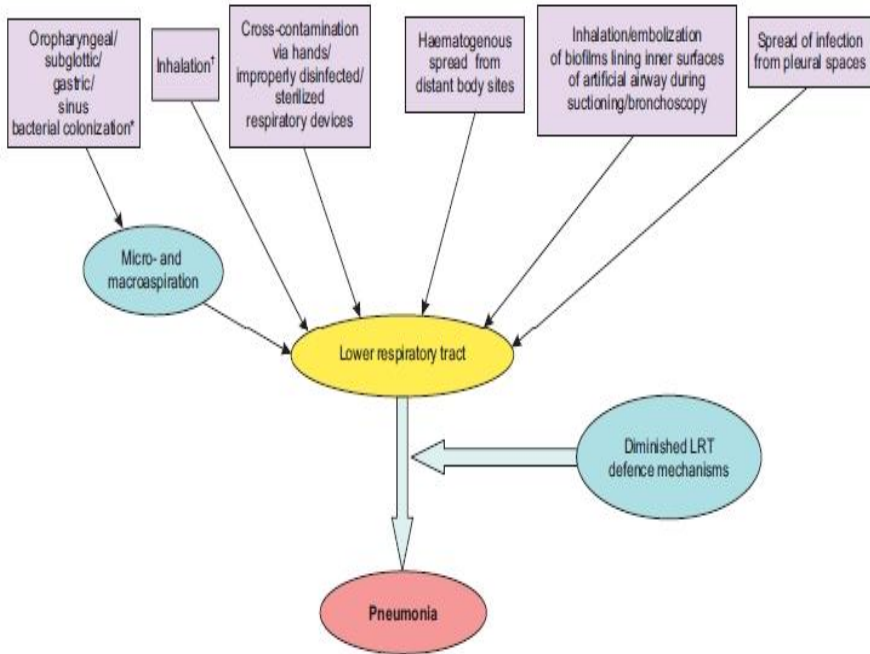 Oropharyngeal/
subglottic/
gastric/
sinus
bacterial colonization*
Inhalation†
Cross-contamination
via hands/
improperly disinfected/
sterilized
respiratory devices
Haematogenous
spread from
distant body sites
Inhalation/embolization
of biofilms lining inner surfaces
of artificial airway during
suctioning/bronchoscopy
Spread of infection
from pleural spaces
Micro- and
macroaspiration
Lower respiratory tract
Diminished LRT
defence mechanisms
Pneumonia